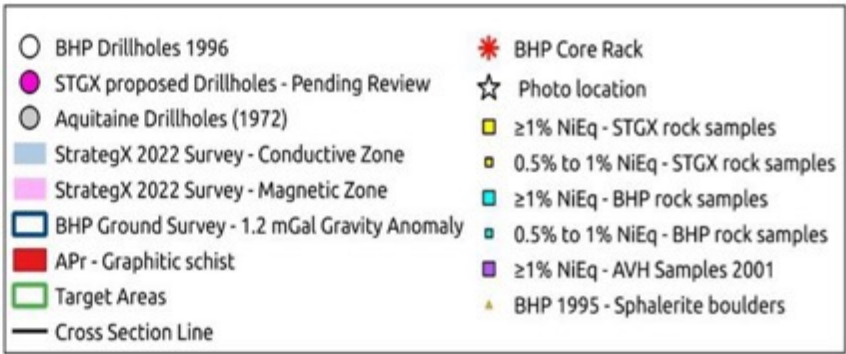 BHP Drillholes 1996
STGX proposed Drillholes - Pending Review
Aquitaine Drillholes (1972)
StrategX 2022 Survey - Conductive Zone
StrategX 2022 Survey - Magnetic Zone
BHP Ground Survey - 1.2 mGal Gravity Anomaly
APr - Graphitic schist
Target Areas
Cross Section Line
BHP Core Rack
Photo location
≥1% NiEq - STGX rock samples
0.5% to 1% NiEq - STGX rock samples
≥1% NiEq - BHP rock samples
0.5% to 1% NiEq - BHP rock samples
≥1% NiEq - AVH Samples 2001
BHP 1995 - Sphalerite boulders